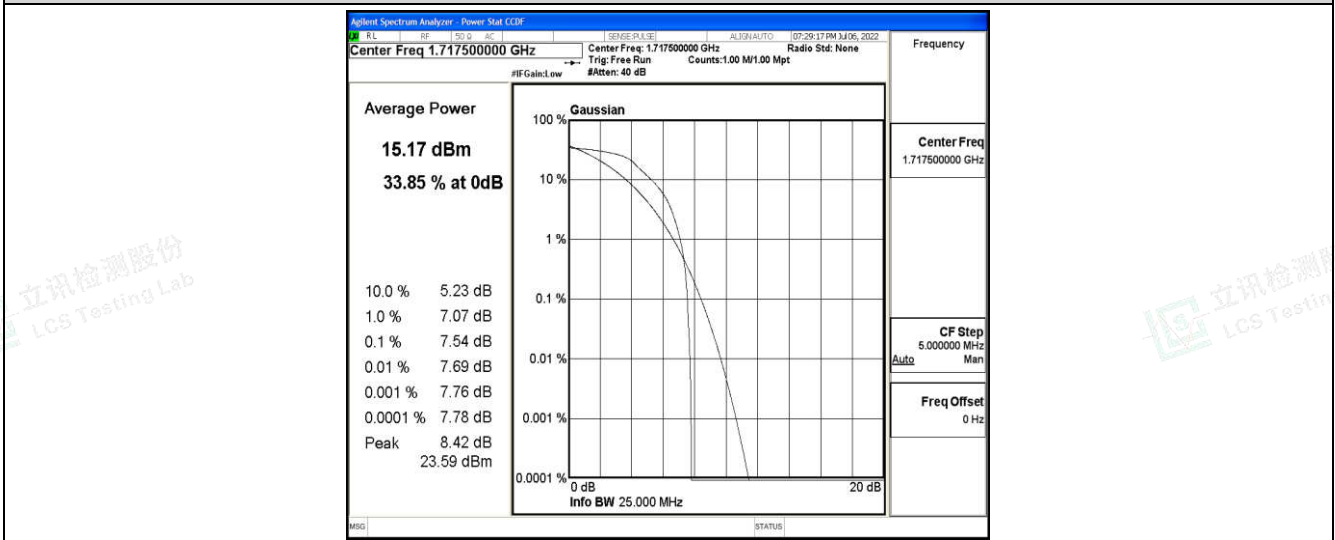 Agilent Spectrum Analyzer - Power Stat CCDF
RL RF 50 Ω AC SENSE:PULSE ALIGN AUTO 07:29:17 PM Jul 06, 2022
Center Freq 1.717500000 GHz
Center Freq: 1.717500000 GHz Radio Std: None
Trig: Free Run Counts:1.00 M/1.00 Mpt
#IFGain:Low #Atten: 40 dB
Frequency
Average Power
15.17 dBm
33.85 % at 0dB
10.0 % 5.23 dB
1.0 % 7.07 dB
0.1 % 7.54 dB
0.01 % 7.69 dB
0.001 % 7.76 dB
0.0001 % 7.78 dB
Peak 8.42 dB
23.59 dBm
Gaussian
100 %
10 %
1 %
0.1 %
0.01 %
0.001 %
0.0001 %
0 dB 20 dB
Info BW 25.000 MHz
Center Freq
1.717500000 GHz
CF Step
5.000000 MHz
Auto Man
Freq Offset
0 Hz
MSG STATUS
立讯检测股份
LCS Testing Lab
立讯检测
LCS Testin